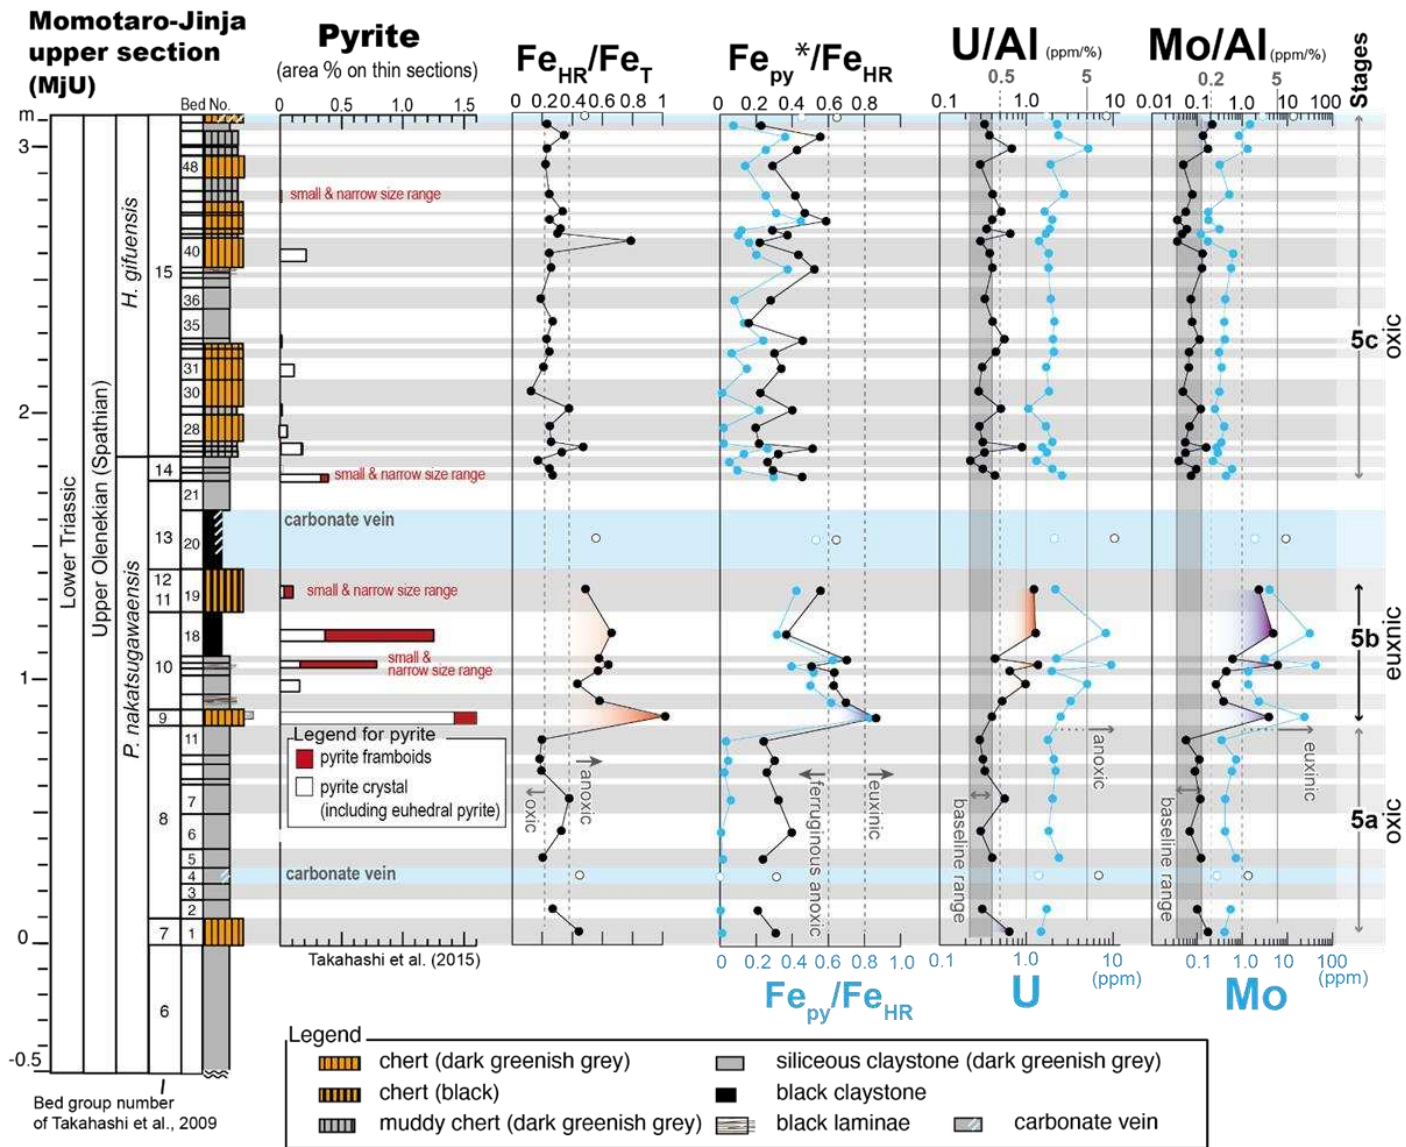 Momotaro-Jinja
upper section
(MjU)
Pyrite
(area % on thin sections)
0 0.5 1.0 1.5
FeHR/FeT
0 0.20 0.4 0.6 0.8 1
Fepy*/FeHR
0 0.2 0.4 0.6 0.8 1.0
U/Al (ppm/%)
0.5 5
0.1 1.0 10
Mo/Al (ppm/%)
0.2 5
0.01 0.1 1.0 10 100
Stages
Bed No.
m
3
2
1
0
-0.5
Lower Triassic
Upper Olenekian (Spathian)
H. gifuensis
P. nakatsugawaensis
15
14
13
12
11
10
9
8
7
6
48
40
36
35
31
30
28
21
20
19
18
11
7
6
5
4
3
2
1
small & narrow size range
small & narrow size range
carbonate vein
small & narrow size range
small &
narrow size range
Legend for pyrite
pyrite framboids
pyrite crystal
(including euhedral pyrite)
carbonate vein
Takahashi et al. (2015)
oxic
anoxic
ferruginous anoxic
euxinic
baseline range
anoxic
baseline range
euxinic
5c
oxic
5b
euxnic
5a
oxic
0 0.2 0.4 0.6 0.8 1.0
Fepy/FeHR
0.1 1.0 10
(ppm)
U
0.1 1.0 10 100
(ppm)
Mo
Bed group number
of Takahashi et al., 2009
Legend
chert (dark greenish grey)
siliceous claystone (dark greenish grey)
chert (black)
black claystone
muddy chert (dark greenish grey)
black laminae
carbonate vein